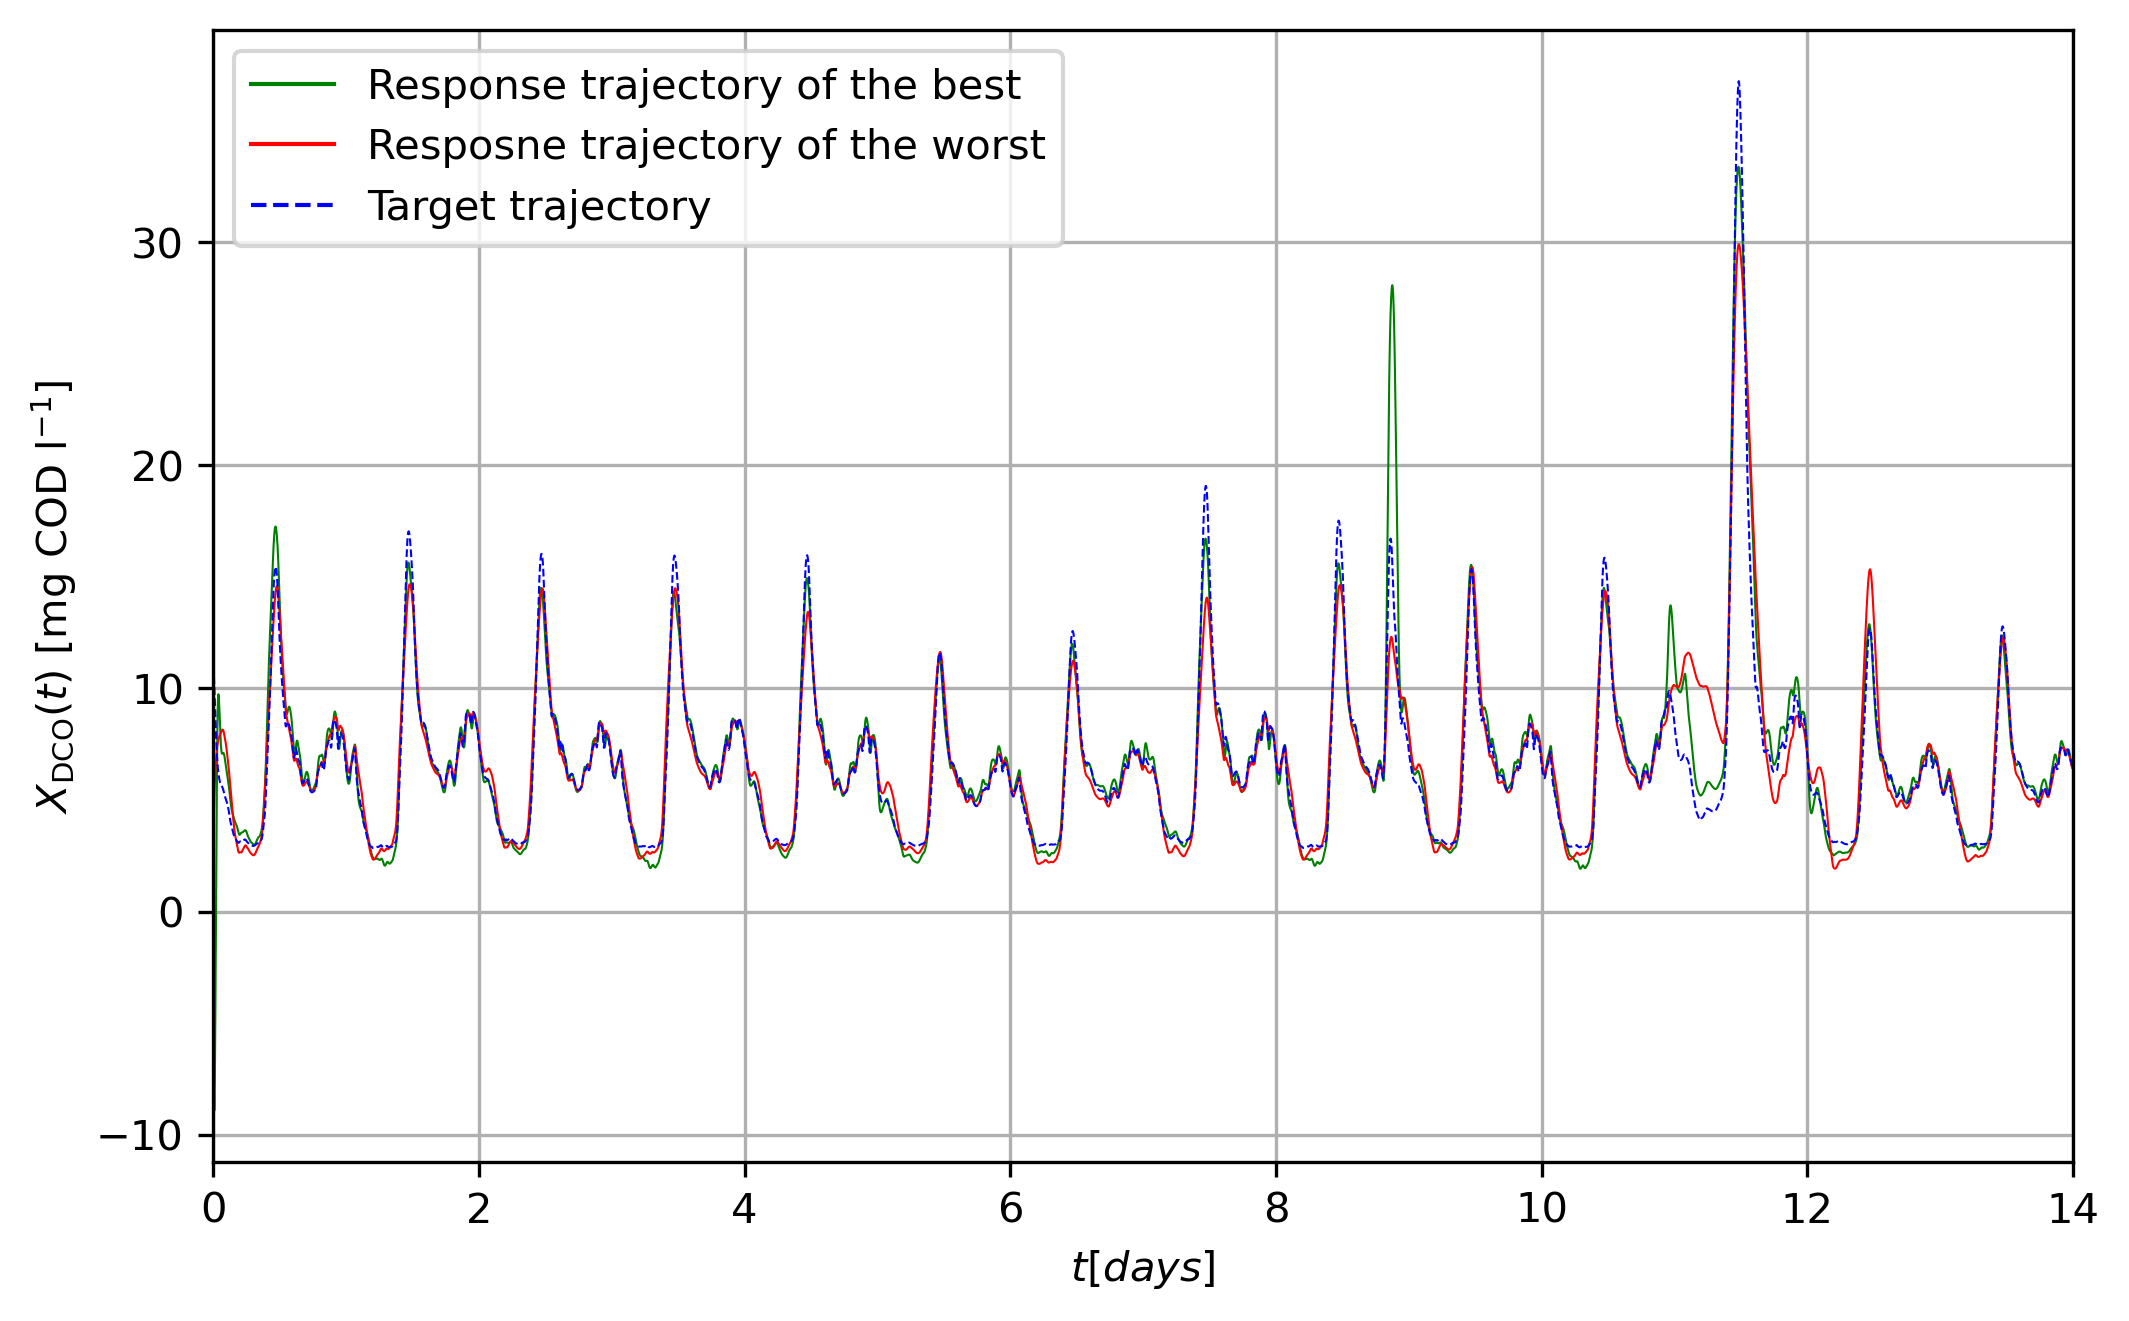 Response trajectory of the best
Resposne trajectory of the worst
Target trajectory
30
20
10
0
−10
X_DCO(t) [mg COD l⁻¹]
0 2 4 6 8 10 12 14
t[days]